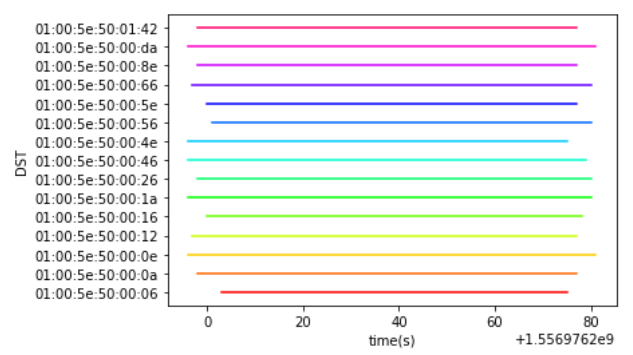 01:00:5e:50:01:42
01:00:5e:50:00:da
01:00:5e:50:00:8e
01:00:5e:50:00:66
01:00:5e:50:00:5e
01:00:5e:50:00:56
01:00:5e:50:00:4e
01:00:5e:50:00:46
01:00:5e:50:00:26
01:00:5e:50:00:1a
01:00:5e:50:00:16
01:00:5e:50:00:12
01:00:5e:50:00:0e
01:00:5e:50:00:0a
01:00:5e:50:00:06
DST
0 20 40 60 80
time(s)
+1.5569762e9